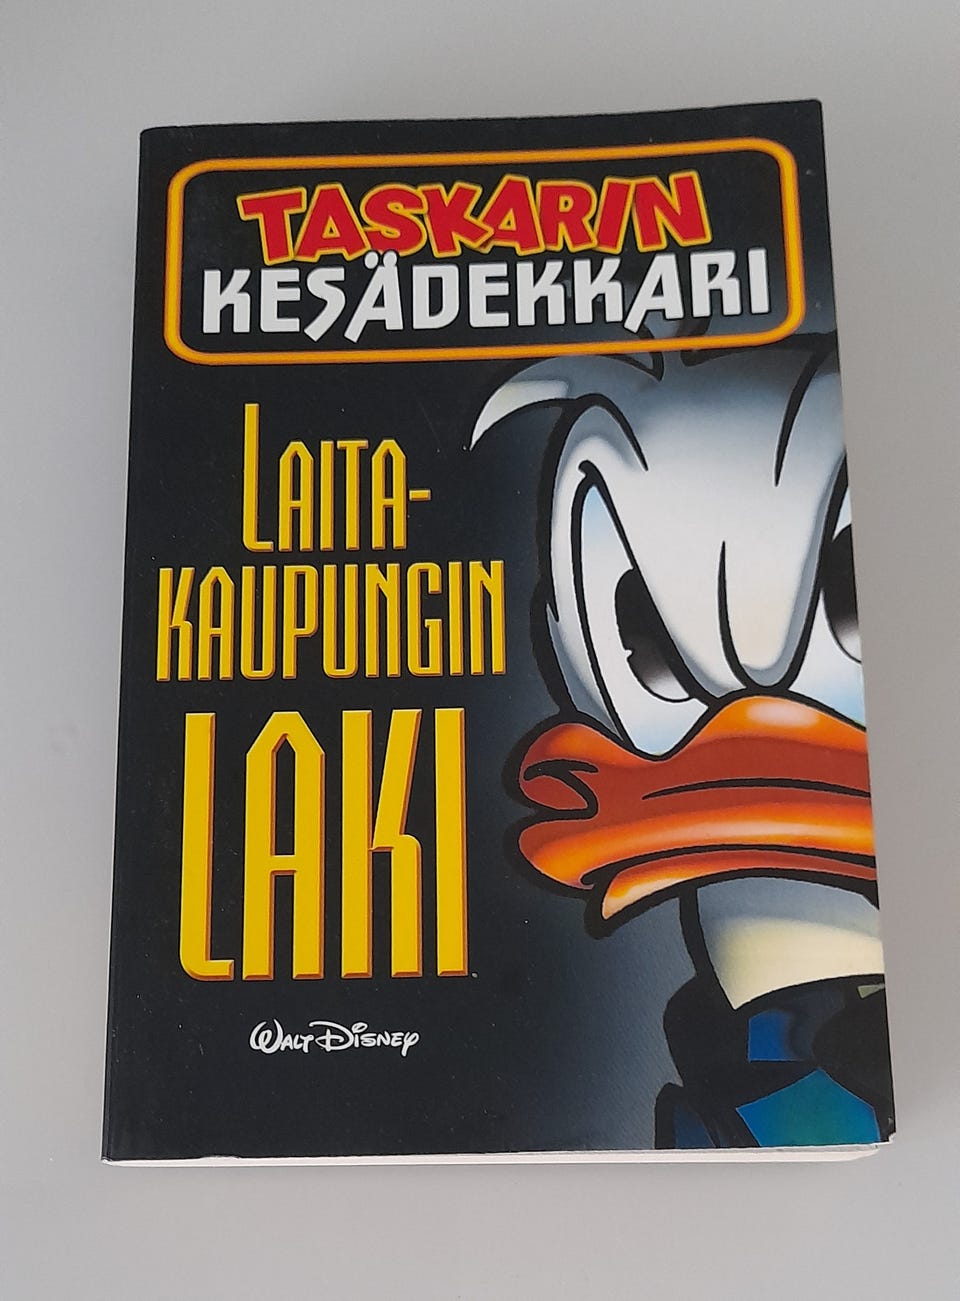 TASKARIN
KESÄDEKKARI
LAITA-
KAUPUNGIN
LAKI
WALT DISNEY